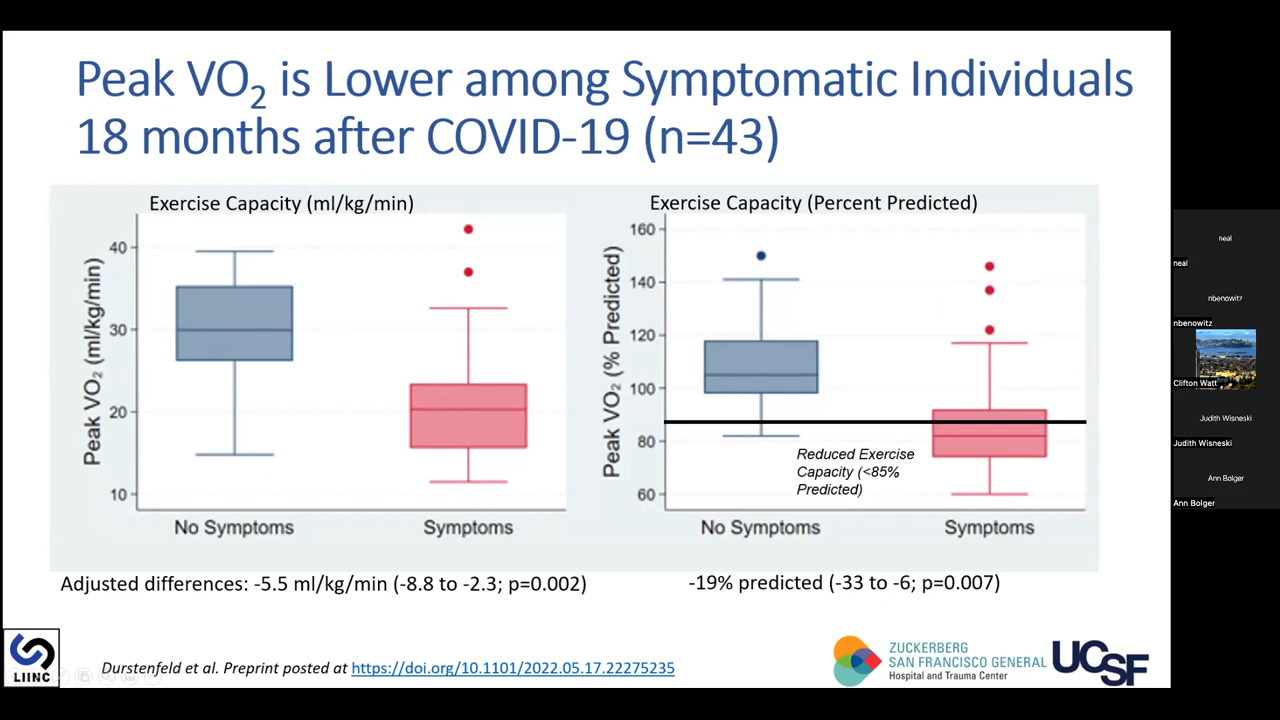 Peak VO₂ is Lower among Symptomatic Individuals
18 months after COVID-19 (n=43)
Exercise Capacity (ml/kg/min)
Peak VO₂ (ml/kg/min)
40
30
20
10
No Symptoms
Symptoms
Exercise Capacity (Percent Predicted)
Peak VO₂ (% Predicted)
160
140
120
100
80
60
Reduced Exercise
Capacity (<85%
Predicted)
No Symptoms
Symptoms
Adjusted differences: -5.5 ml/kg/min (-8.8 to -2.3; p=0.002)
-19% predicted (-33 to -6; p=0.007)
LIINC
Durstenfeld et al. Preprint posted at https://doi.org/10.1101/2022.05.17.22275235
ZUCKERBERG
SAN FRANCISCO GENERAL
Hospital and Trauma Center
UCSF
neal
neal
nbenowitz
nbenowitz
Clifton Watt
Judith Wisneski
Judith Wisneski
Ann Bolger
Ann Bolger